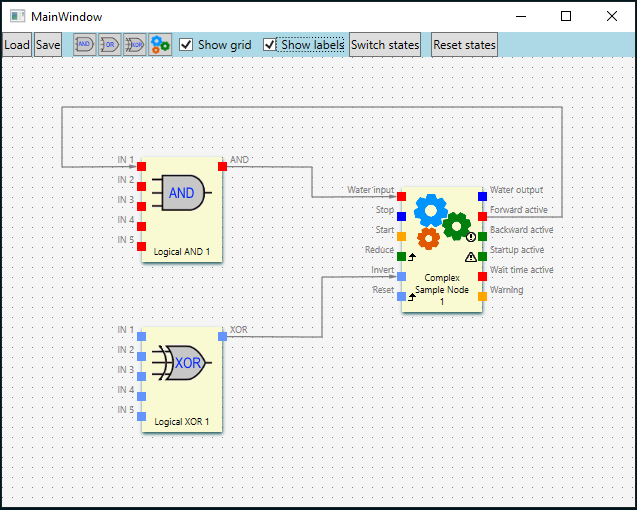 MainWindow
Load Save AND OR XOR Show grid Show labels Switch states Reset states
IN 1 AND
IN 2
IN 3
IN 4
IN 5
AND
Logical AND 1
Water input Water output
Stop Forward active
Start Backward active
Reduce Startup active
Invert Wait time active
Reset Warning
Complex
Sample Node
1
IN 1 XOR
IN 2
IN 3
IN 4
IN 5
XOR
Logical XOR 1